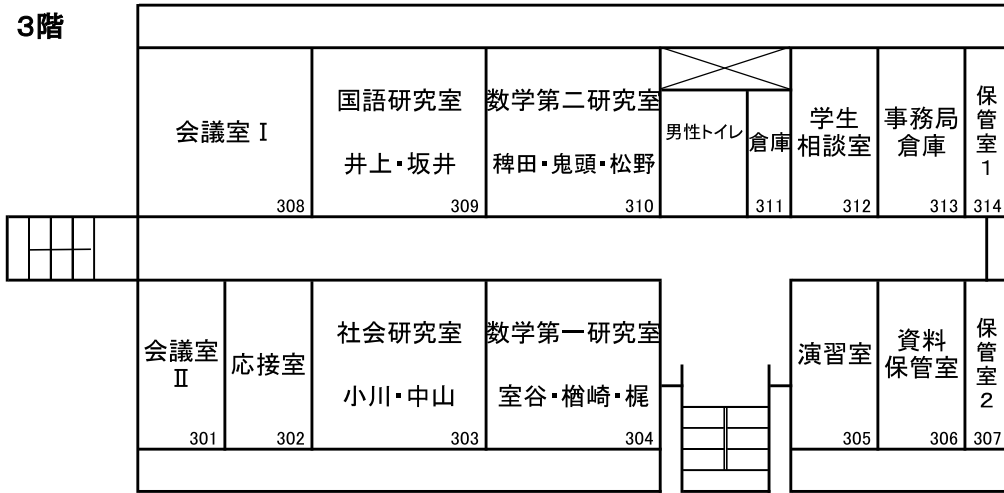 3階
会議室Ⅰ
308
国語研究室
井上・坂井
309
数学第二研究室
稗田・鬼頭・松野
310
男性トイレ
倉庫
311
学生
相談室
312
事務局
倉庫
313
保管室1
314
会議室
Ⅱ
301
応接室
302
社会研究室
小川・中山
303
数学第一研究室
室谷・楢崎・梶
304
演習室
305
資料
保管室
306
保管室2
307